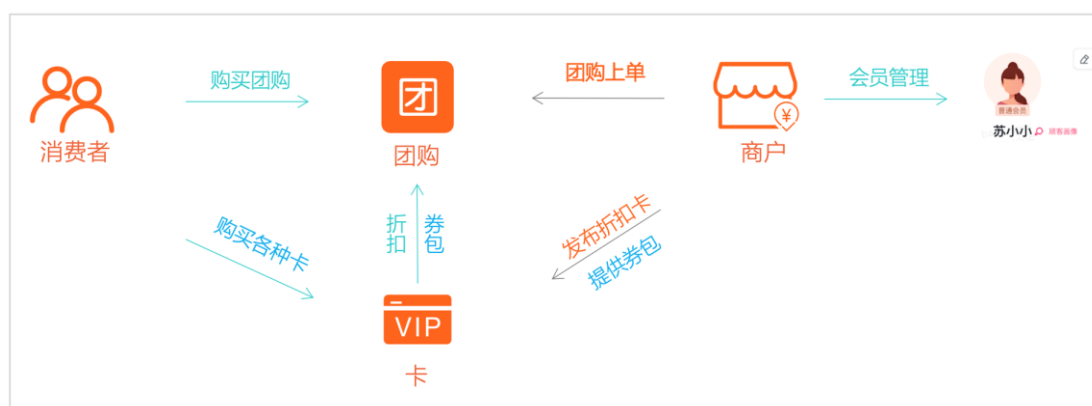 购买团购
团购上单
会员管理
团
¥
普通会员
苏小小
顾客画像
消费者
团购
商户
购买各种卡
折扣
券包
发布折扣卡
提供券包
VIP
卡